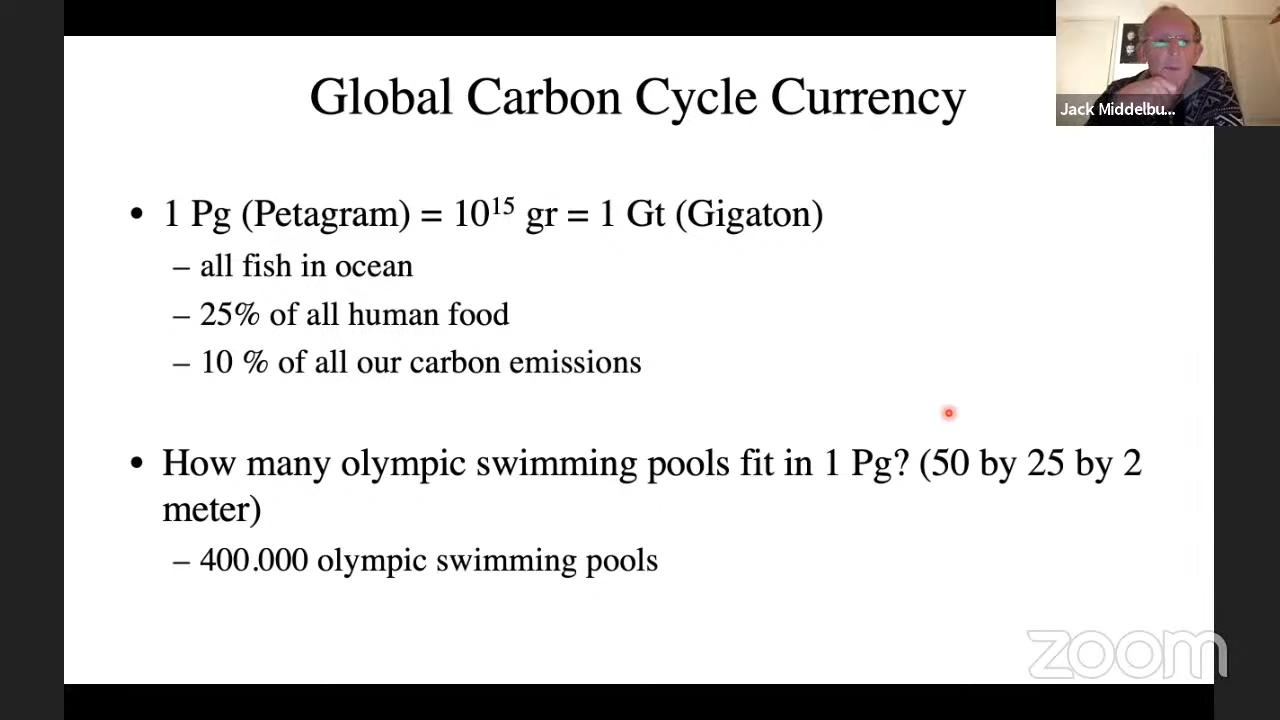 Global Carbon Cycle Currency
Jack Middelbu...
• 1 Pg (Petagram) = 10¹⁵ gr = 1 Gt (Gigaton)
– all fish in ocean
– 25% of all human food
– 10 % of all our carbon emissions
• How many olympic swimming pools fit in 1 Pg? (50 by 25 by 2
meter)
– 400.000 olympic swimming pools
zoom